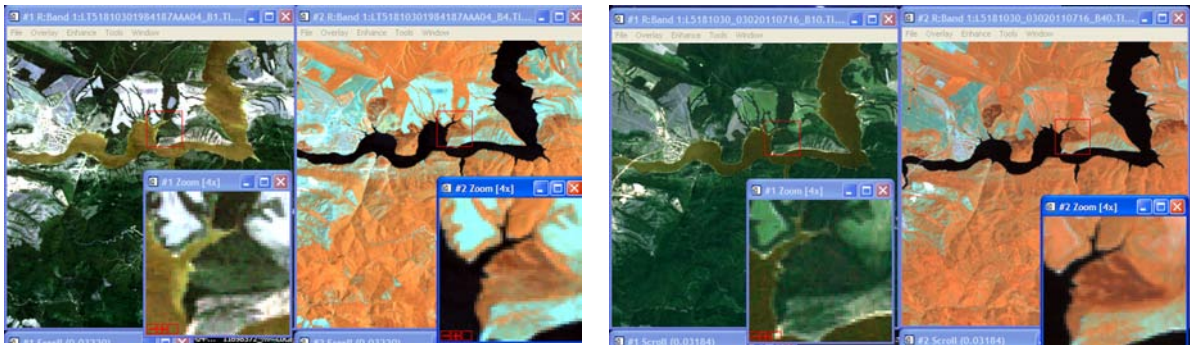 #1 R:Band 1:LT51810301984187AAA04_B1.TI...
File Overlay Enhance Tools Window
#2 R:Band 1:LT51810301984187AAA04_B4.TI...
File Overlay Enhance Tools Window
#1 Zoom [4x]
#2 Zoom [4x]
#1 Scroll (0.03220)
#1 R:Band 1:L5181030_03020110716_B10.TI...
File Overlay Enhance Tools Window
#2 R:Band 1:L5181030_03020110716_B40.TI...
File Overlay Enhance Tools Window
#1 Zoom [4x]
#2 Zoom [4x]
#1 Scroll (0.03184)